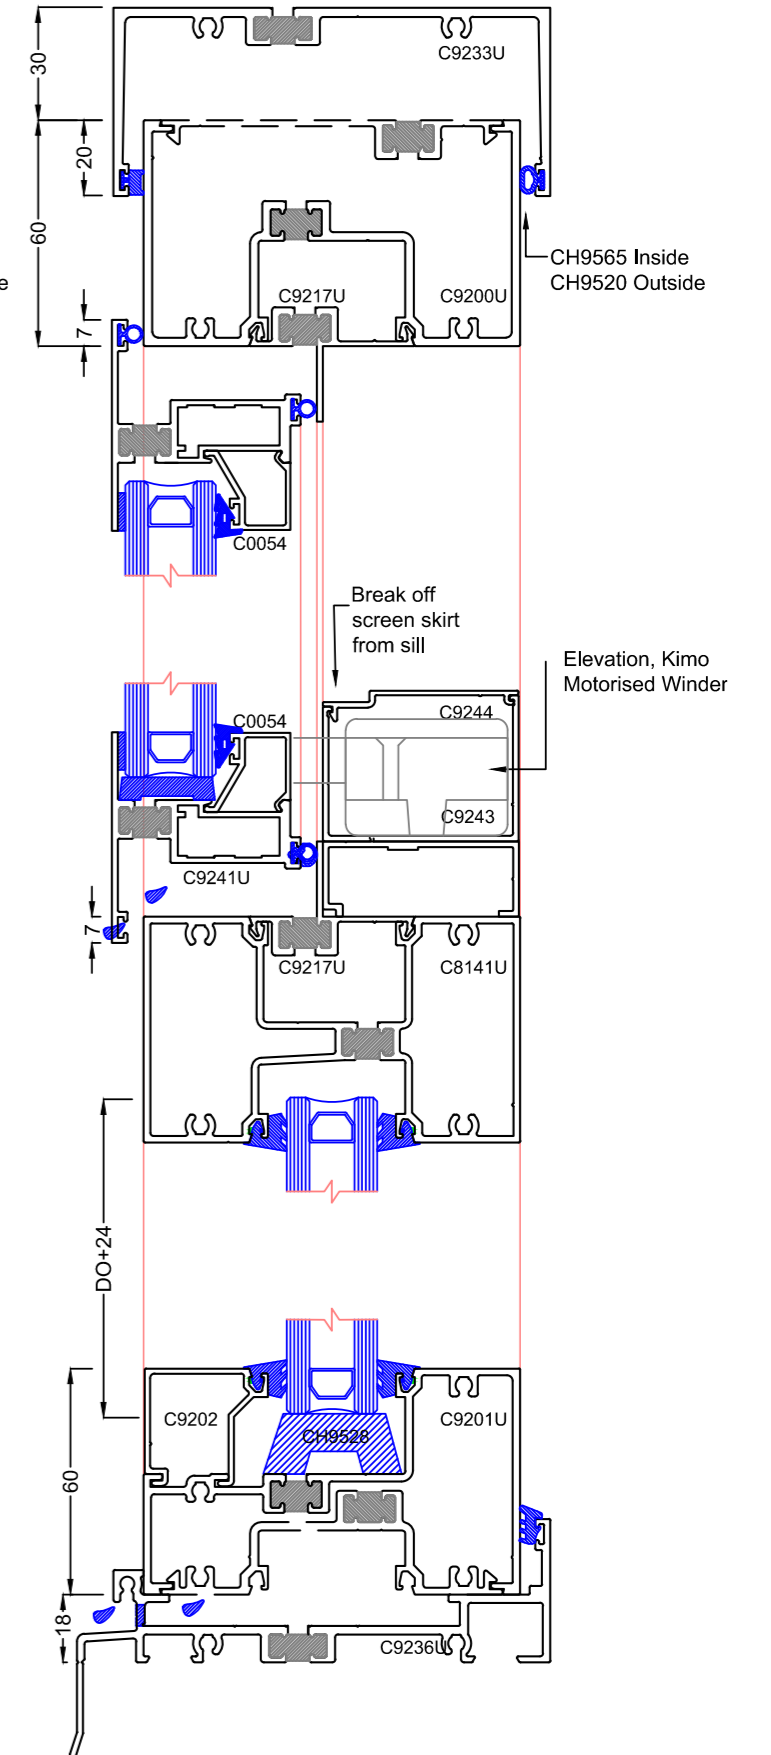 30
C9233U
20
60
CH9565 Inside
CH9520 Outside
e
C9217U
C9200U
7
C0054
Break off
screen skirt
from sill
Elevation, Kimo
Motorised Winder
C9244
C0054
C9243
C9241U
7
C9217U
C8141U
DO+24
C9202
CH9528
C9201U
60
18
C9236U